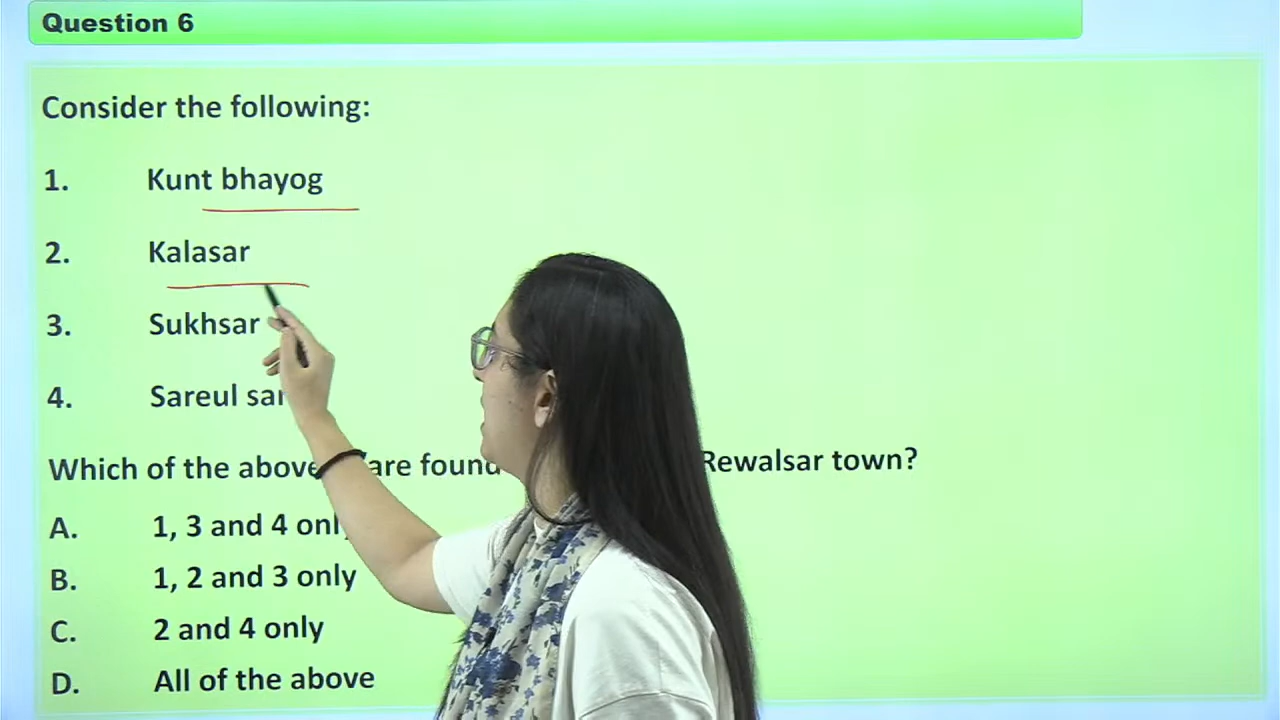 Question 6
Consider the following:
1. Kunt bhayog
2. Kalasar
3. Sukhsar
4. Sareul
Which of the above are found Rewalsar town?
A. 1, 3 and 4
B. 1, 2 and 3 only
C. 2 and 4 only
D. All of the above